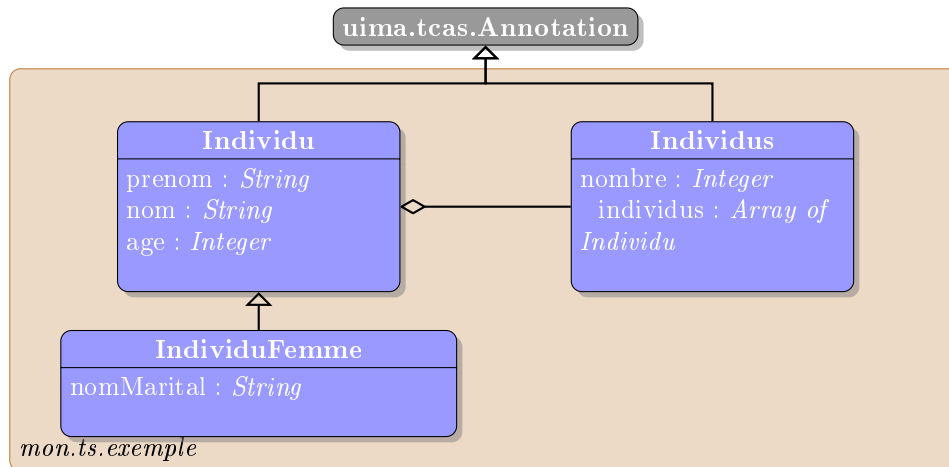 uima.tcas.Annotation
Individu
prenom : String
nom : String
age : Integer
Individus
nombre : Integer
individus : Array of
Individu
IndividuFemme
nomMarital : String
mon.ts.exemple